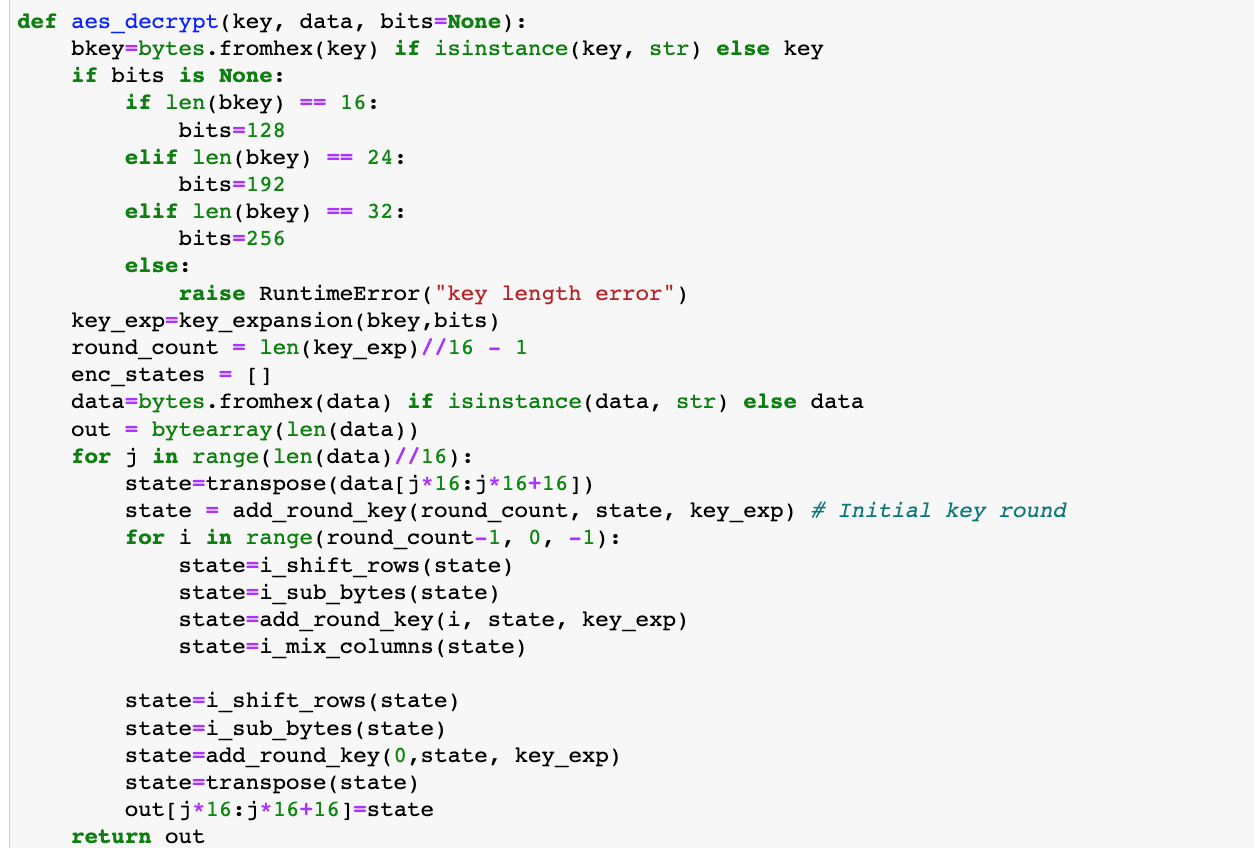 def aes_decrypt(key, data, bits=None):
    bkey=bytes.fromhex(key) if isinstance(key, str) else key
    if bits is None:
        if len(bkey) == 16:
            bits=128
        elif len(bkey) == 24:
            bits=192
        elif len(bkey) == 32:
            bits=256
        else:
            raise RuntimeError("key length error")
    key_exp=key_expansion(bkey,bits)
    round_count = len(key_exp)//16 - 1
    enc_states = []
    data=bytes.fromhex(data) if isinstance(data, str) else data
    out = bytearray(len(data))
    for j in range(len(data)//16):
        state=transpose(data[j*16:j*16+16])
        state = add_round_key(round_count, state, key_exp) # Initial key round
        for i in range(round_count-1, 0, -1):
            state=i_shift_rows(state)
            state=i_sub_bytes(state)
            state=add_round_key(i, state, key_exp)
            state=i_mix_columns(state)

        state=i_shift_rows(state)
        state=i_sub_bytes(state)
        state=add_round_key(0,state, key_exp)
        state=transpose(state)
        out[j*16:j*16+16]=state
    return out